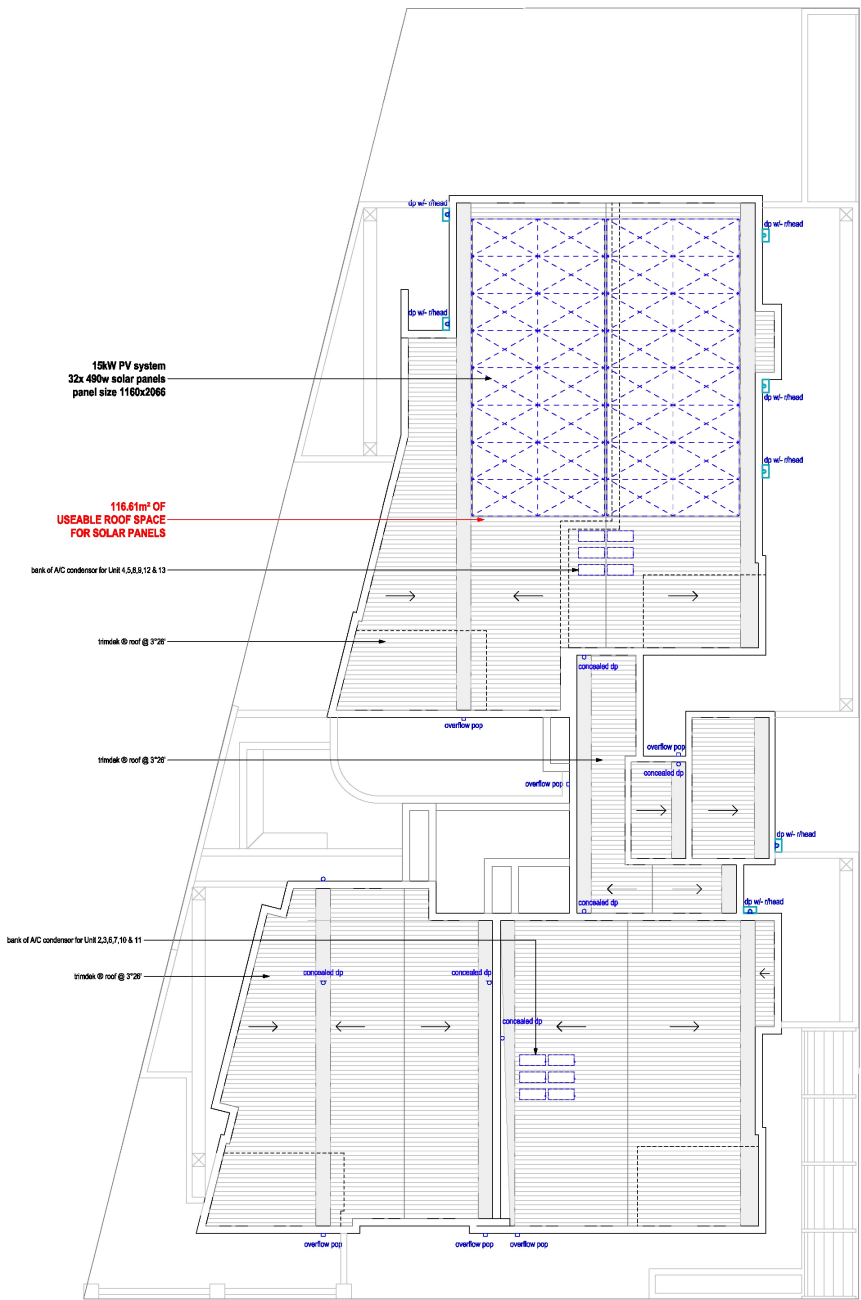 dp w/- r/head
dp w/- r/head
dp w/- r/head
15kW PV system
32x 490w solar panels
panel size 1160x2066
dp w/- r/head
dp w/- r/head
116.61m² OF
USEABLE ROOF SPACE
FOR SOLAR PANELS
bank of A/C condensor for Unit 4,5,8,9,12 & 13
trimdek ® roof @ 3°26'
concealed dp
overflow pop
overflow pop
trimdek ® roof @ 3°26'
concealed dp
overflow pop
dp w/- r/head
concealed dp
dp w/- r/head
bank of A/C condensor for Unit 2,3,6,7,10 & 11
trimdek ® roof @ 3°26'
concealed dp
concealed dp
concealed dp
overflow pop
overflow pop
overflow pop